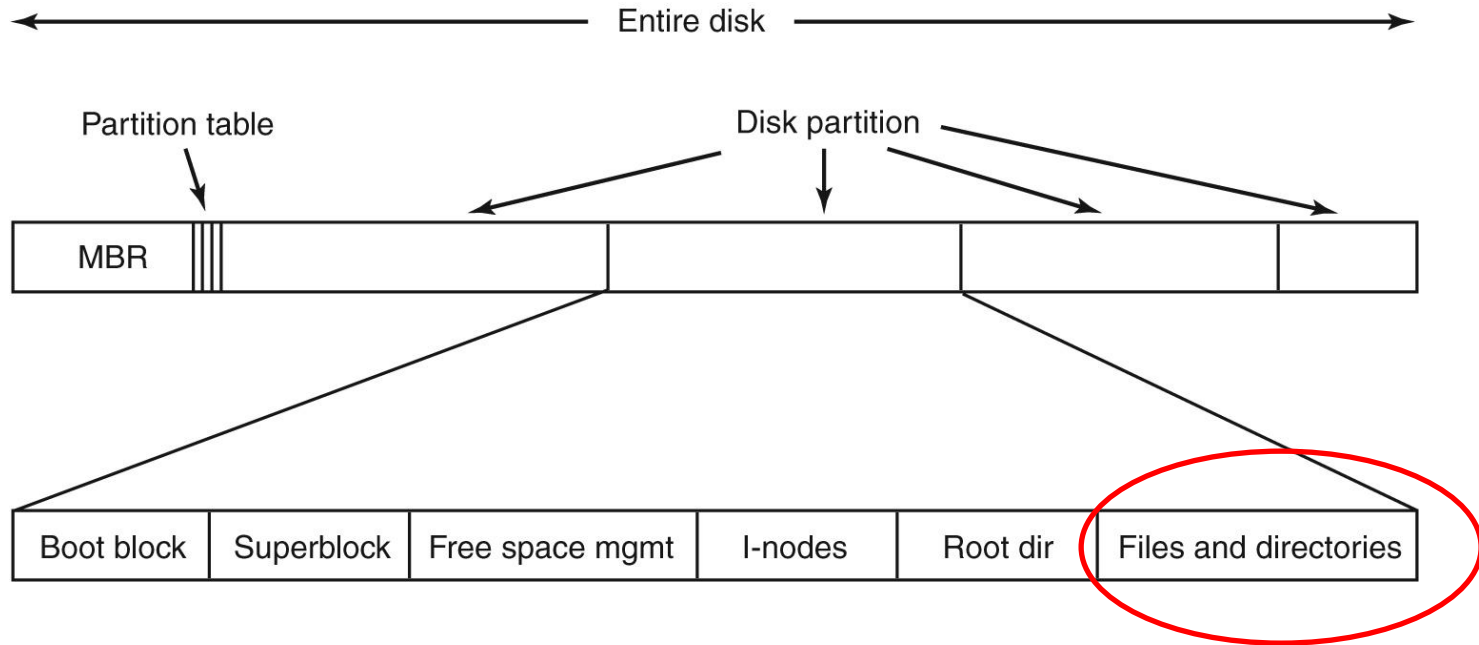 Entire disk
Partition table
Disk partition
MBR
Boot block
Superblock
Free space mgmt
I-nodes
Root dir
Files and directories